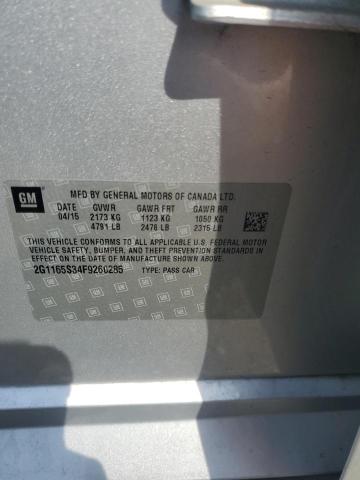 GM
MFD BY GENERAL MOTORS OF CANADA LTD.
DATE GVWR GAWR FRT GAWR RR
04/15 2173 KG 1123 KG 1050 KG
4791 LB 2476 LB 2315 LB
THIS VEHICLE CONFORMS TO ALL APPLICABLE U.S. FEDERAL MOTOR
VEHICLE SAFETY, BUMPER, AND THEFT PREVENTION STANDARDS IN
EFFECT ON THE DATE OF MANUFACTURE SHOWN ABOVE.
2G1165S34F9260285 TYPE: PASS CAR